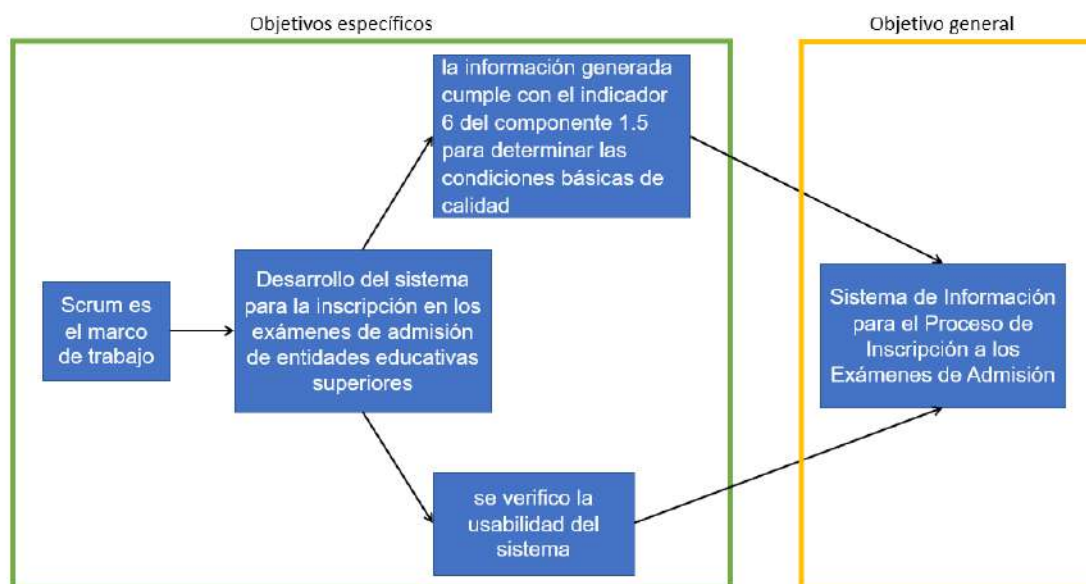 Objetivos específicos
Objetivo general
la información generada
cumple con el indicador
6 del componente 1.5
para determinar las
condiciones básicas de
calidad
Scrum es
el marco
de trabajo
Desarrollo del sistema
para la inscripción en los
exámenes de admisión
de entidades educativas
superiores
Sistema de Información
para el Proceso de
Inscripción a los
Exámenes de Admisión
se verifico la
usabilidad del
sistema